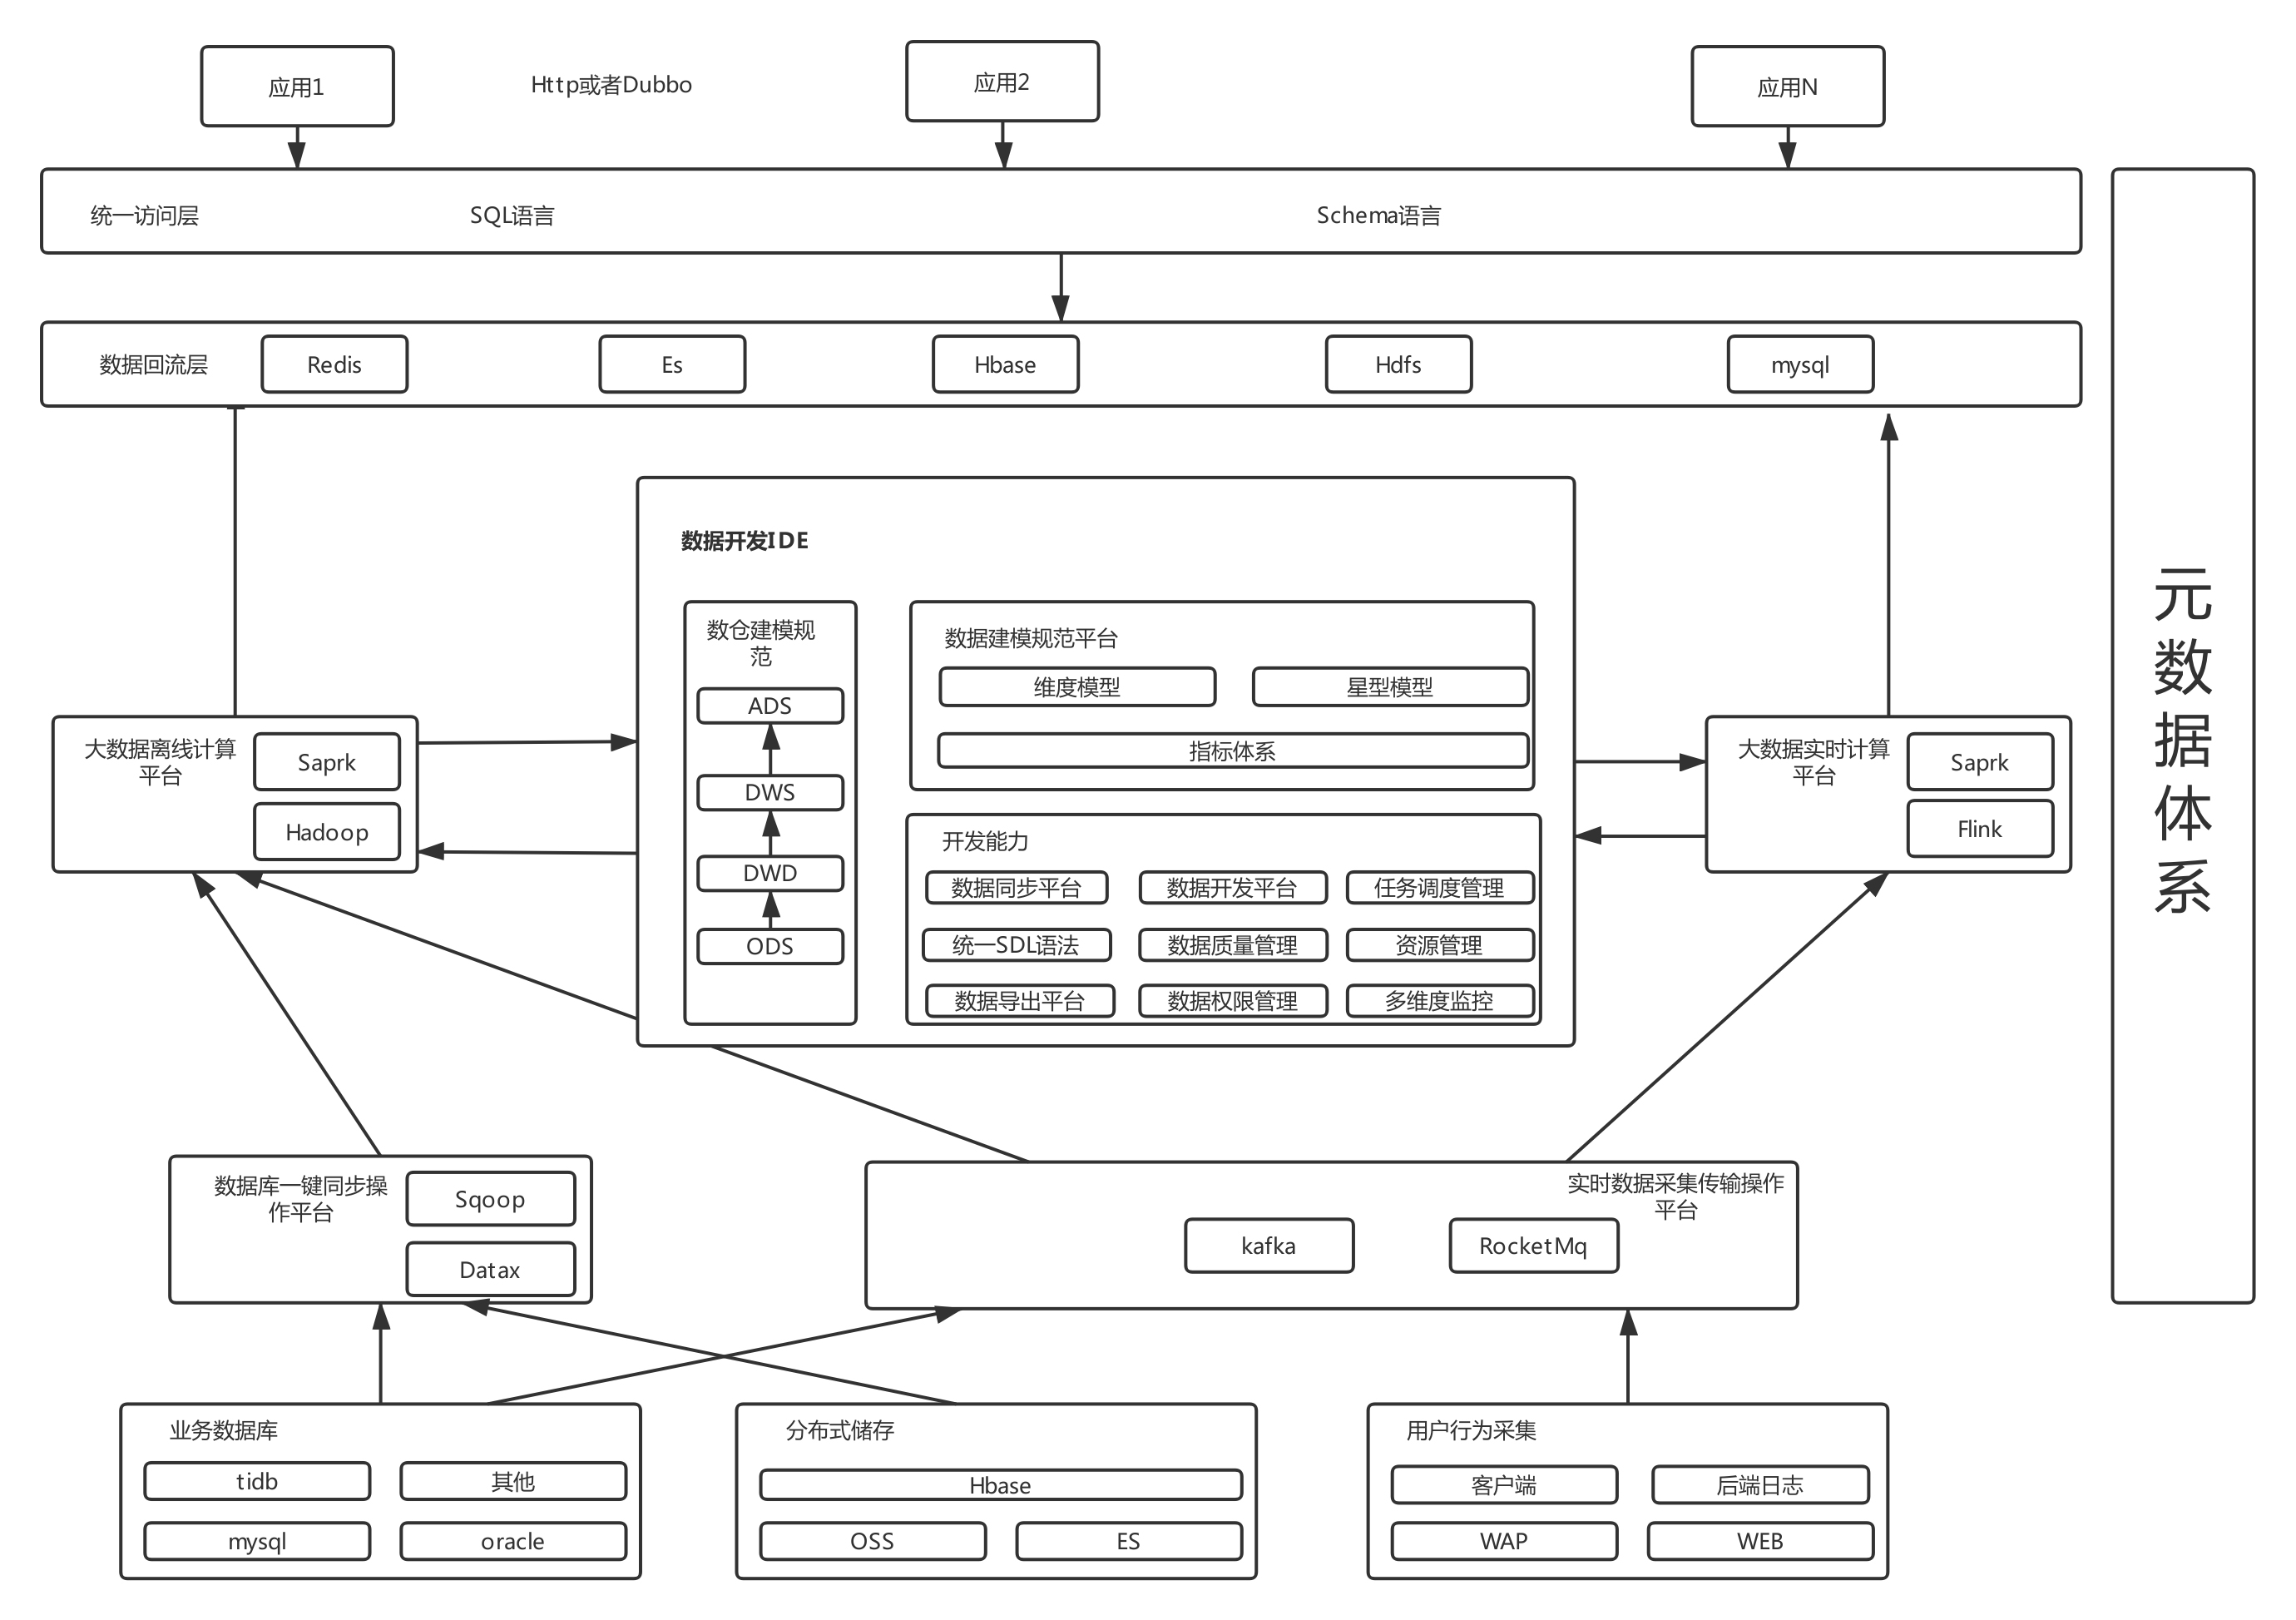 应用1
Http或者Dubbo
应用2
应用N
统一访问层
SQL语言
Schema语言
数据回流层
Redis
Es
Hbase
Hdfs
mysql
数据开发IDE
数仓建模规
范
ADS
DWS
DWD
ODS
数据建模规范平台
维度模型
星型模型
指标体系
开发能力
数据同步平台
数据开发平台
任务调度管理
统一SDL语法
数据质量管理
资源管理
数据导出平台
数据权限管理
多维度监控
大数据离线计算
平台
Saprk
Hadoop
大数据实时计算
平台
Saprk
Flink
元
数
据
体
系
数据库一键同步操
作平台
Sqoop
Datax
实时数据采集传输操作
平台
kafka
RocketMq
业务数据库
tidb
其他
mysql
oracle
分布式储存
Hbase
OSS
ES
用户行为采集
客户端
后端日志
WAP
WEB